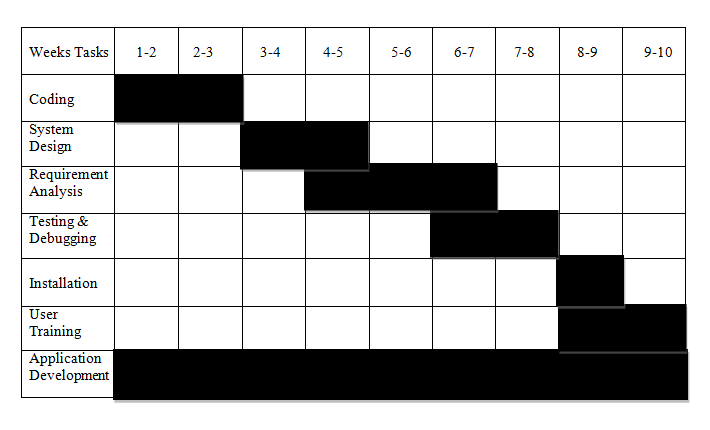 Weeks Tasks 1-2 2-3 3-4 4-5 5-6 6-7 7-8 8-9 9-10
Coding
System
Design
Requirement
Analysis
Testing &
Debugging
Installation
User
Training
Application
Development